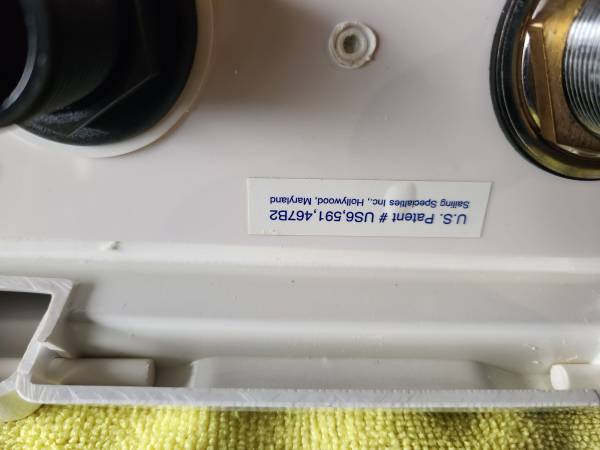 U.S. Patent # US6,591,467B2
Sailing Specialties Inc., Hollywood, Maryland